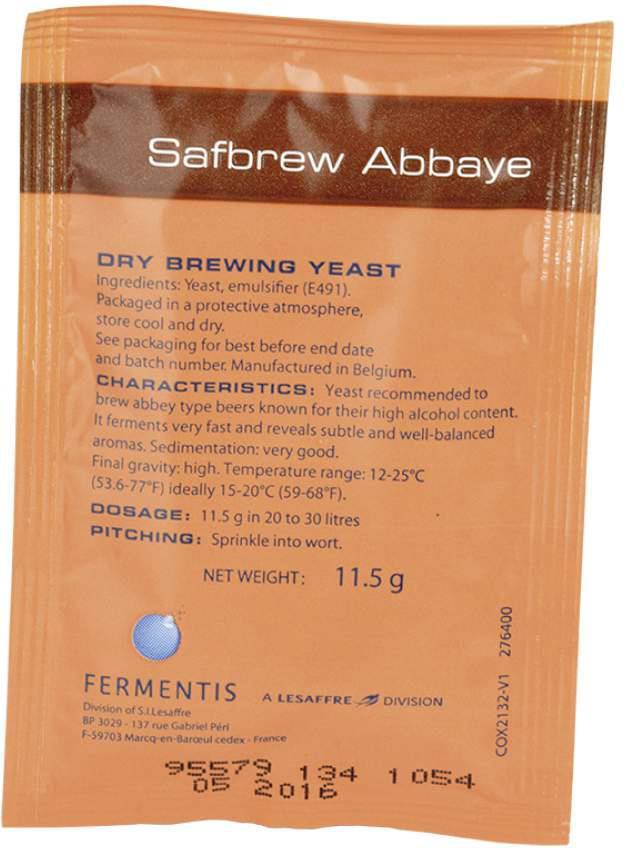 Safbrew Abbaye
DRY BREWING YEAST
Ingredients: Yeast, emulsifier (E491).
Packaged in a protective atmosphere,
store cool and dry.
See packaging for best before end date
and batch number. Manufactured in Belgium.
CHARACTERISTICS: Yeast recommended to
brew abbey type beers known for their high alcohol content.
It ferments very fast and reveals subtle and well-balanced
aromas. Sedimentation: very good.
Final gravity: high. Temperature range: 12-25°C
(53.6-77°F) ideally 15-20°C (59-68°F).
DOSAGE: 11.5 g in 20 to 30 litres
PITCHING: Sprinkle into wort.
NET WEIGHT: 11.5 g
FERMENTIS A LESAFFRE DIVISION
Division of S.I.Lesaffre
BP 3029 - 137 rue Gabriel Péri
F-59703 Marcq-en-Barœul cedex - France
COX2132-V1 276400
95579 134 1054
05 2016